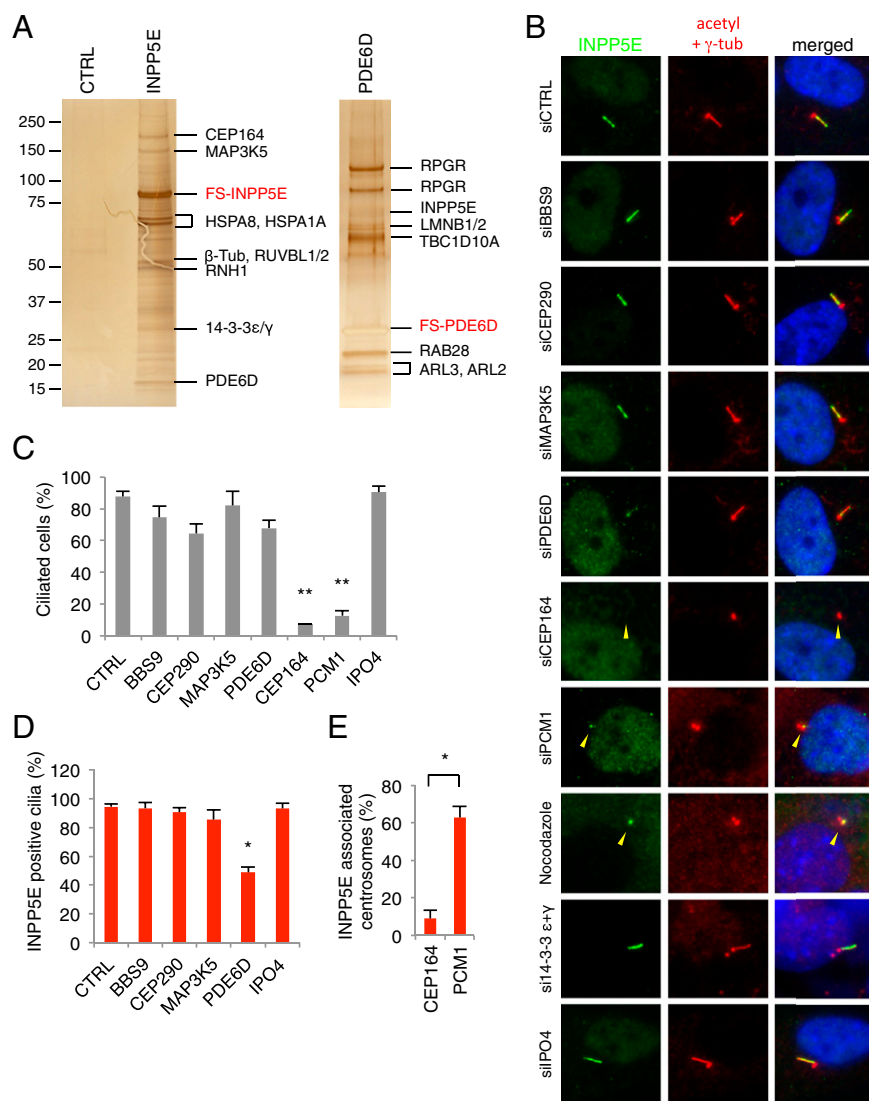 A
CTRL
INPP5E
250
150
100
75
50
37
25
20
15
CEP164
MAP3K5
FS-INPP5E
HSPA8, HSPA1A
β-Tub, RUVBL1/2
RNH1
14-3-3ε/γ
PDE6D
PDE6D
RPGR
RPGR
INPP5E
LMNB1/2
TBC1D10A
FS-PDE6D
RAB28
ARL3, ARL2
B
INPP5E
acetyl
+ γ-tub
merged
siCTRL
siBBS9
siCEP290
siMAP3K5
siPDE6D
siCEP164
siPCM1
Nocodazole
si14-3-3 ε+γ
siIPO4
C
Ciliated cells (%)
100
80
60
40
20
0
**
**
CTRL
BBS9
CEP290
MAP3K5
PDE6D
CEP164
PCM1
IPO4
D
INPP5E positive cilia (%)
120
100
80
60
40
20
0
*
CTRL
BBS9
CEP290
MAP3K5
PDE6D
IPO4
E
INPP5E associated
centrosomes (%)
80
60
40
20
0
*
CEP164
PCM1